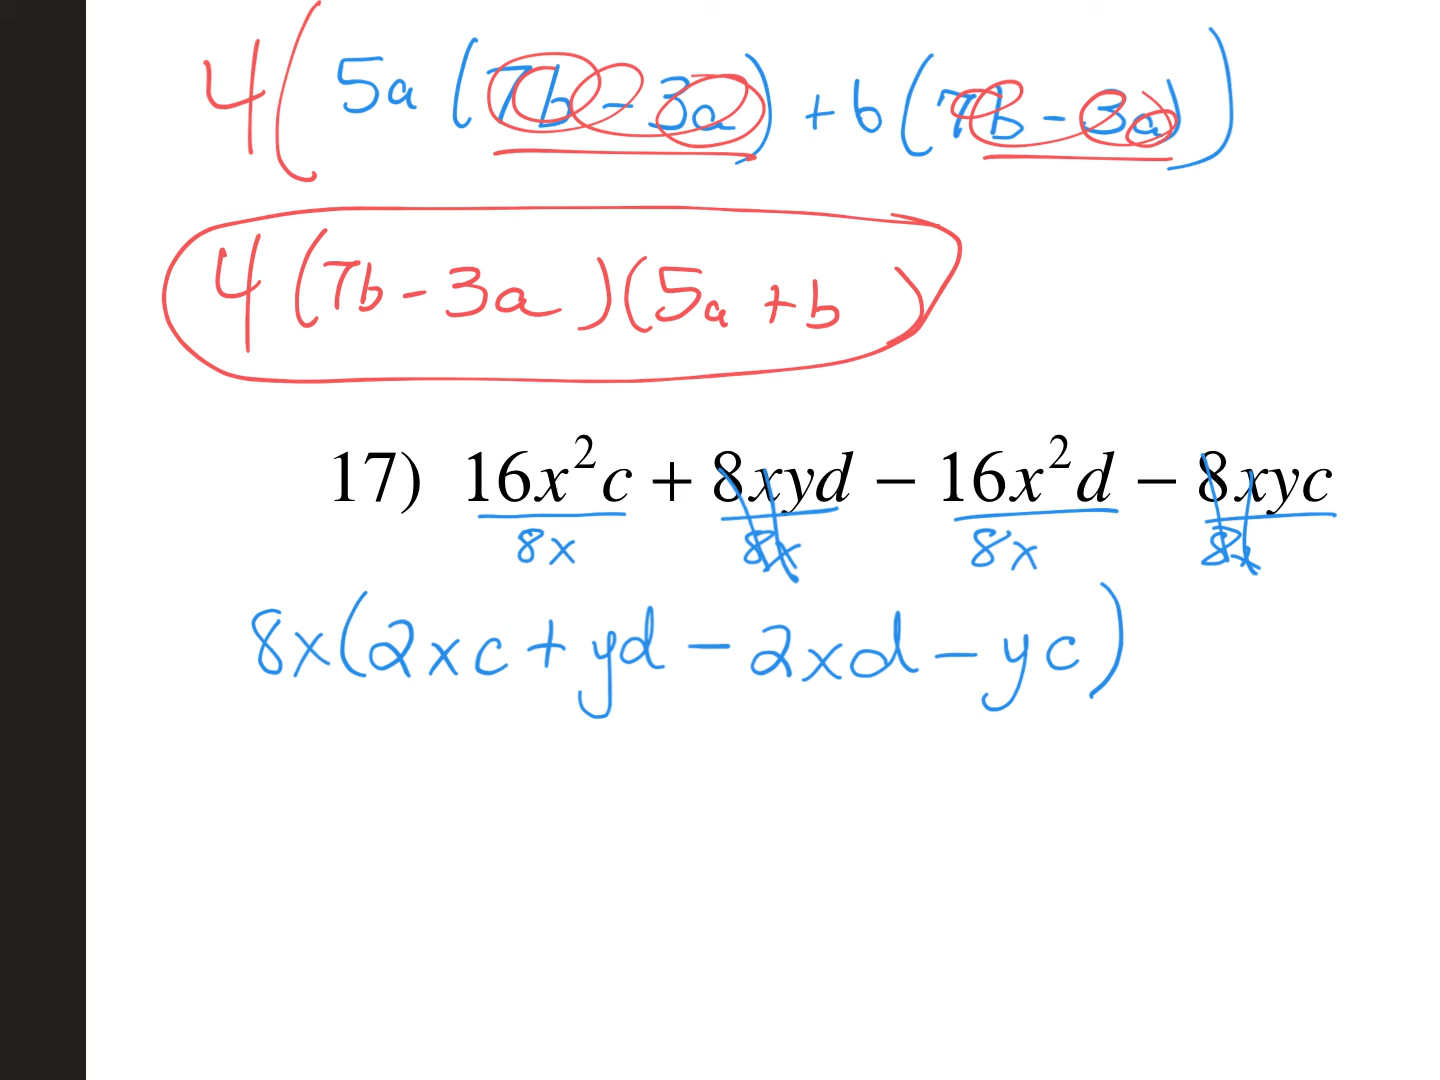 4(5a(7b-3a)+b(7b-3a))
4(7b-3a)(5a+b)
17) 16x²c + 8xyd − 16x²d − 8xyc
8x 8x 8x 8x
8x(2xc+yd-2xd-yc)